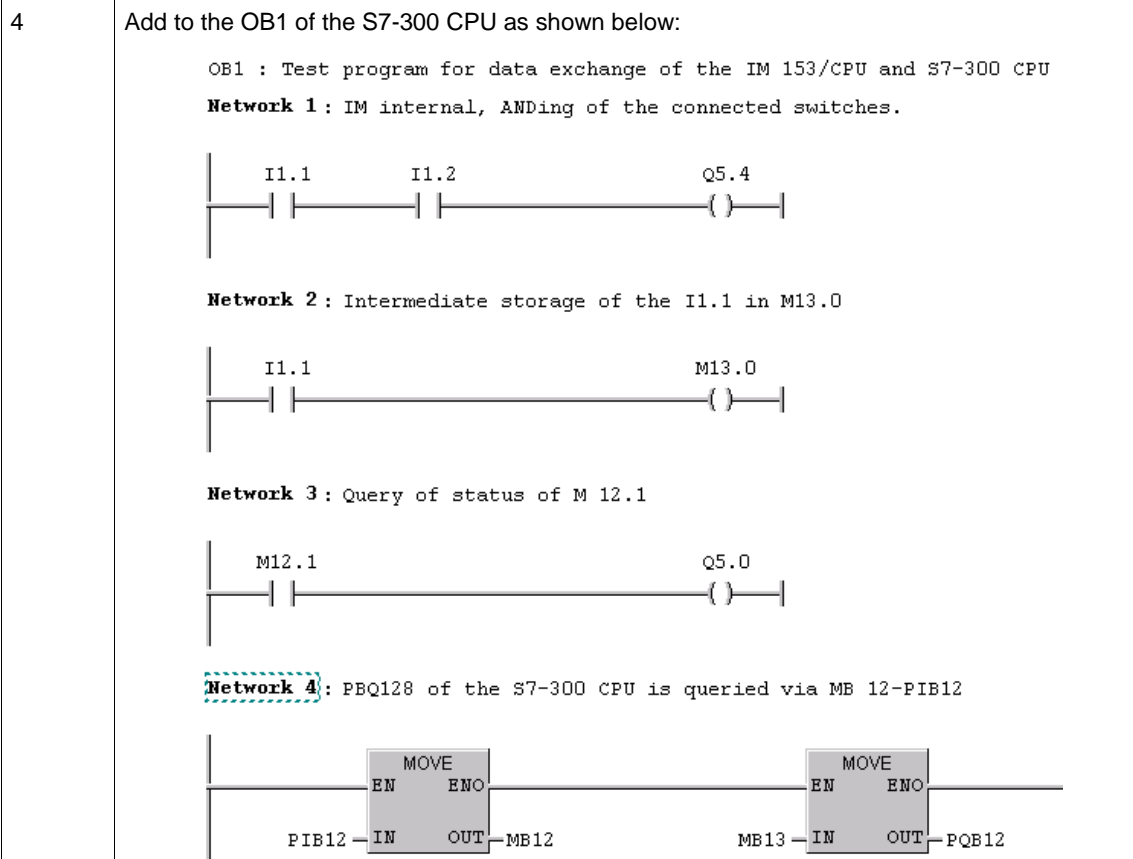 4 Add to the OB1 of the S7-300 CPU as shown below:
OB1 : Test program for data exchange of the IM 153/CPU and S7-300 CPU
Network 1: IM internal, ANDing of the connected switches.
I1.1 I1.2 Q5.4
Network 2: Intermediate storage of the I1.1 in M13.0
I1.1 M13.0
Network 3: Query of status of M 12.1
M12.1 Q5.0
Network 4: PBQ128 of the S7-300 CPU is queried via MB 12-PIB12
MOVE MOVE
EN ENO EN ENO
PIB12 IN OUT MB12 MB13 IN OUT PQB12